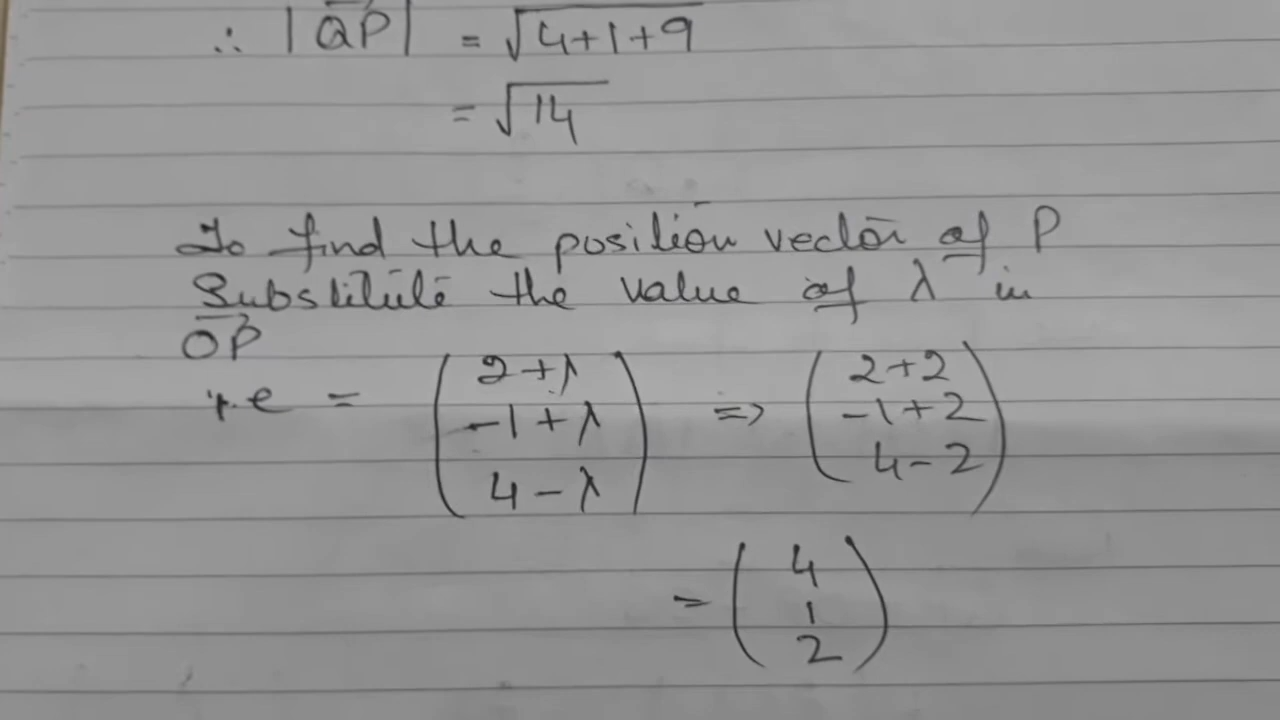 ∴ |QP| = √4+1+9
= √14
To find the position vector of P
Substitute the value of λ in
OP
i.e = (2+λ -1+λ 4-λ) => (2+2 -1+2 4-2)
= (4 1 2)